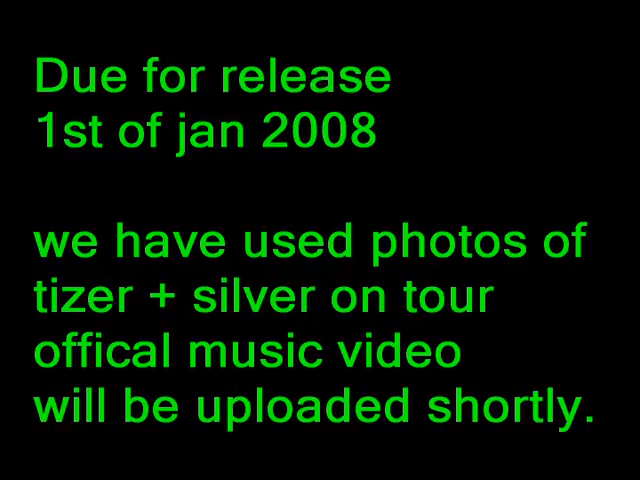 Due for release
1st of jan 2008
we have used photos of
tizer + silver on tour
offical music video
will be uploaded shortly.